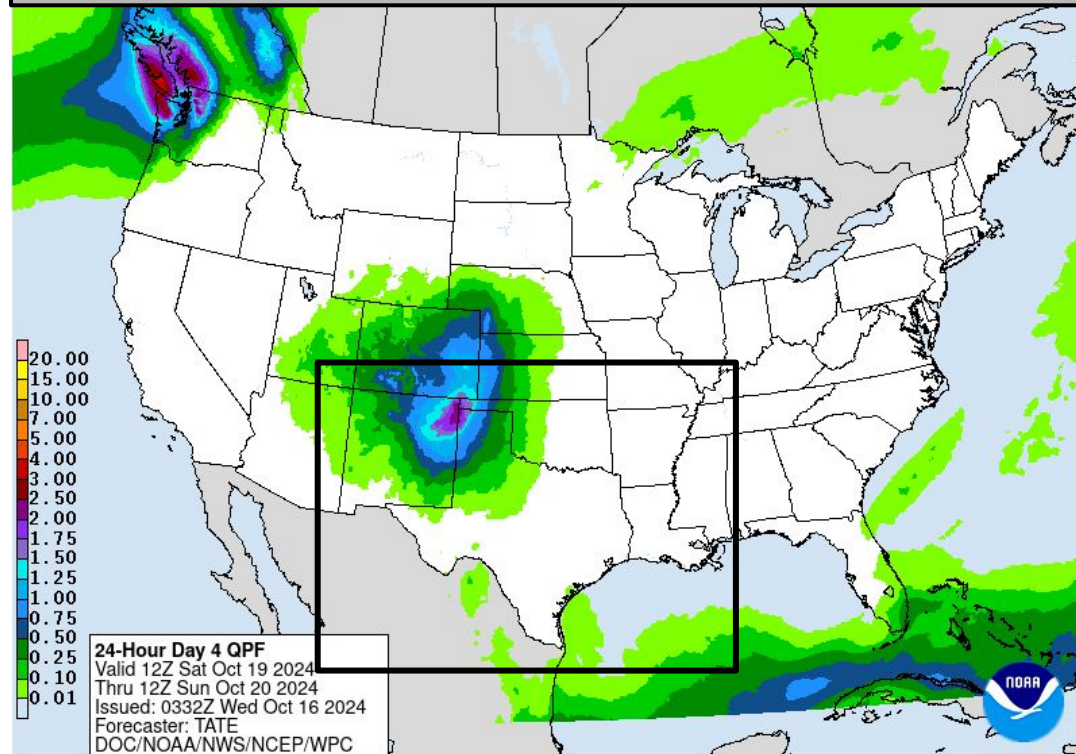 20.00
15.00
10.00
7.00
5.00
4.00
3.00
2.50
2.00
1.75
1.50
1.25
1.00
0.75
0.50
0.25
0.10
0.01
24-Hour Day 4 QPF
Valid 12Z Sat Oct 19 2024
Thru 12Z Sun Oct 20 2024
Issued: 0332Z Wed Oct 16 2024
Forecaster: TATE
DOC/NOAA/NWS/NCEP/WPC
NOAA